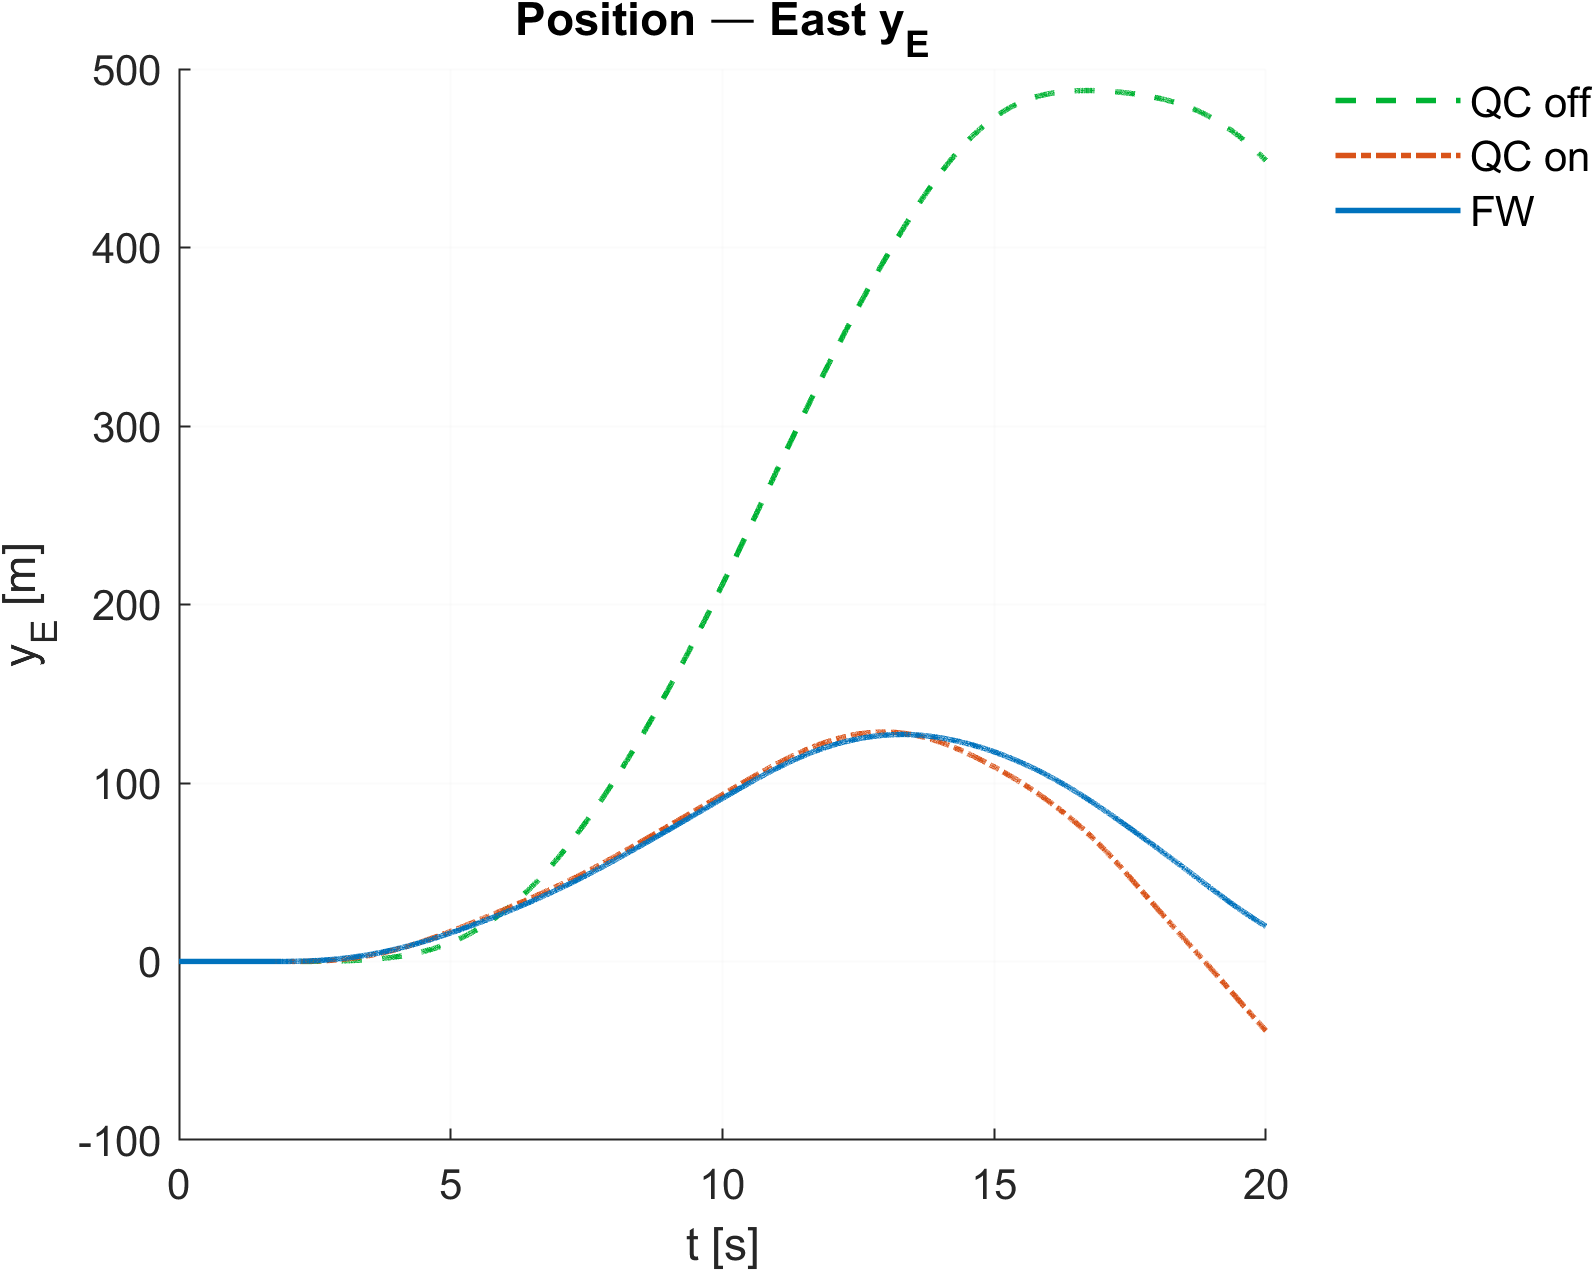 Position — East y_E
500
400
300
200
100
0
-100
y_E [m]
0 5 10 15 20
t [s]
QC off
QC on
FW